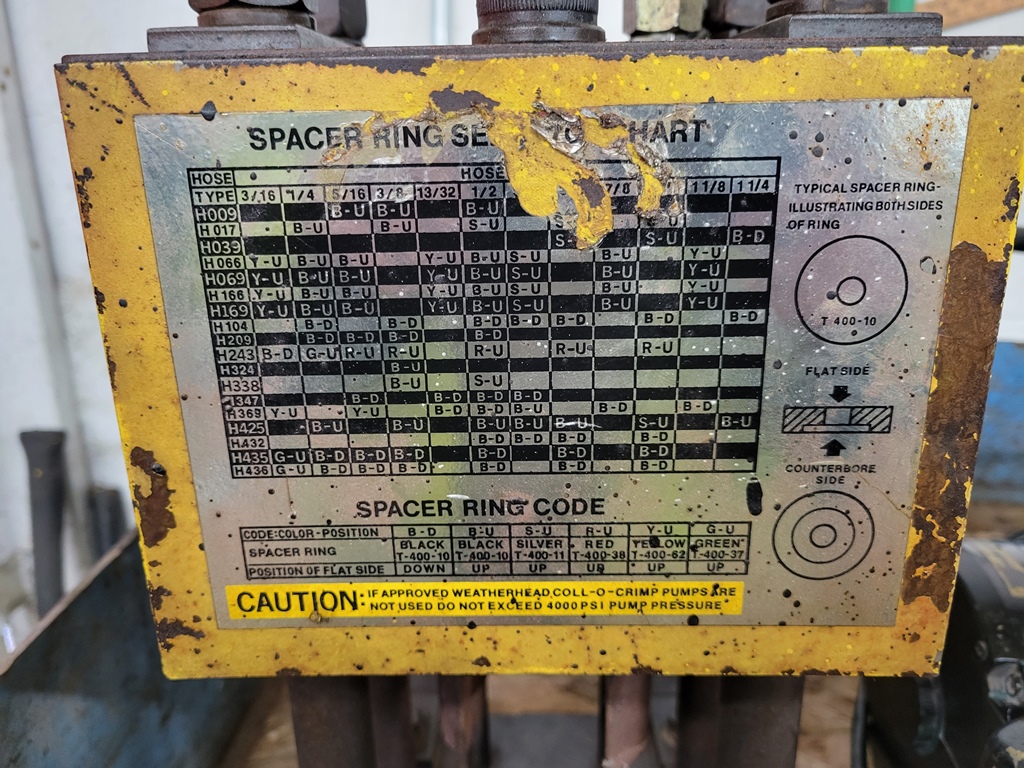 SPACER RING SE HART
HOSE HOSE
TYPE 3/16 1/4 5/16 3/8 13/32 1/2 7/8 1 1/8 1 1/4
H009 B-U B-U B-U
H017 B-U S-U
H039 S-U B-D
H066 Y-U B-U B-U Y-U B-U S-U B-U Y-U
H069 Y-U B-U B-U Y-U B-U S-U B-U Y-U
H166 Y-U B-U B-U Y-U B-U S-U B-U Y-U
H169 Y-U B-U B-U Y-U B-U S-U B-U Y-U
H104 B-D B-D B-D B-D B-D B-D B-D
H209 B-D B-D B-D B-D
H243 B-D G-U R-U R-U R-U R-U R-U
H324 B-U
H338 B-U S-U
H347 B-D B-D B-D B-D
H369 Y-U Y-U B-D B-D B-U B-D B-D
H425 B-U B-U B-U B-U B-U S-U B-U
H432 B-D B-D B-D B-D
H435 G-U B-D B-D B-D B-D B-D B-D
H436 G-U B-D B-D B-D B-D B-D B-D
TYPICAL SPACER RING-
ILLUSTRATING BOTH SIDES
OF RING
T 400-10
FLAT SIDE
COUNTERBORE
SIDE
SPACER RING CODE
CODE:COLOR-POSITION B-D B-U S-U R-U Y-U G-U
SPACER RING BLACK BLACK SILVER RED YELLOW GREEN
T-400-10 T-400-10 T-400-11 T-400-38 T-400-62 T-400-37
POSITION OF FLAT SIDE DOWN UP UP UP UP UP
CAUTION: IF APPROVED WEATHERHEAD COLL-O-CRIMP PUMPS ARE
NOT USED DO NOT EXCEED 4000 PSI PUMP PRESSURE